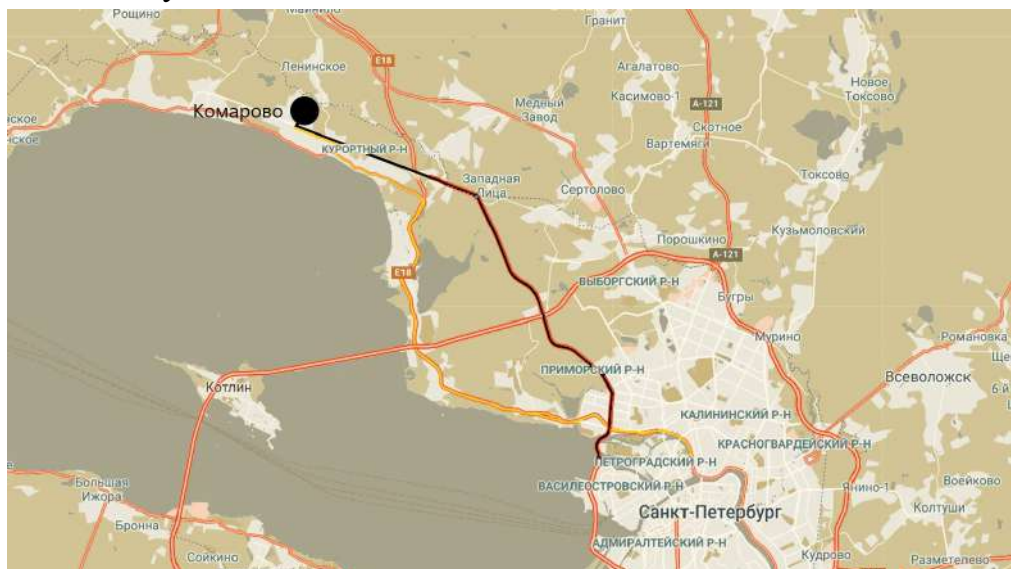 Рощино
Гранит
Ленинское
Е18
Агалатово
Касимово-1
Новое
Токсово
Медный
Завод
А-121
Скотное
Комарово
КУРОРТНЫЙ Р-Н
Вартемяги
Западная
Лица
Сертолово
Токсово
Кузьмоловский
Порошкино
А-121
Е18
ВЫБОРГСКИЙ Р-Н
Бугры
Мурино
Романовка
ПРИМОРСКИЙ Р-Н
Всеволожск
Котлин
КАЛИНИНСКИЙ Р-Н
КРАСНОГВАРДЕЙСКИЙ Р-Н
ПЕТРОГРАДСКИЙ Р-Н
ВАСИЛЕОСТРОВСКИЙ Р-Н
Большая
Ижора
Янино-1
Воейково
Колтуши
Санкт-Петербург
Бронна
АДМИРАЛТЕЙСКИЙ Р-Н
Сойкино
Кудрово
Разметелево